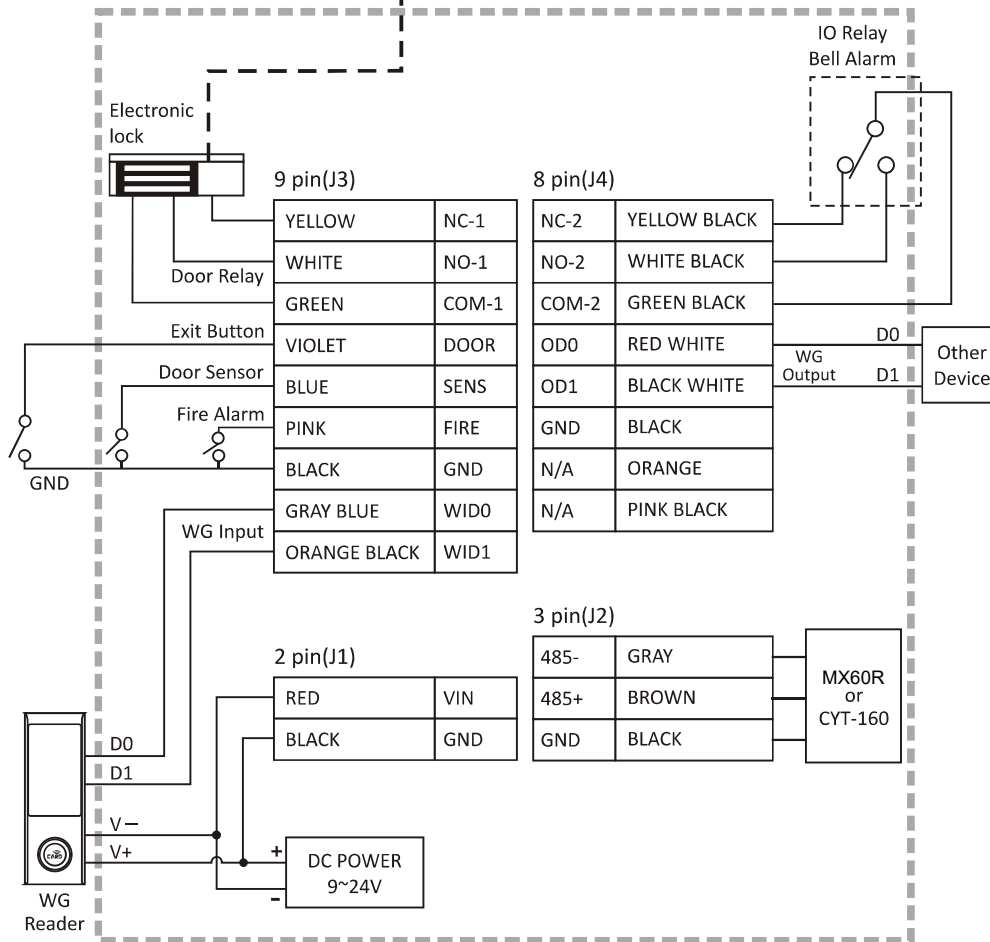 IO Relay
Bell Alarm
Electronic
lock
9 pin(J3)
YELLOW NC-1
WHITE NO-1
GREEN COM-1
VIOLET DOOR
BLUE SENS
PINK FIRE
BLACK GND
GRAY BLUE WID0
ORANGE BLACK WID1
Door Relay
Exit Button
Door Sensor
Fire Alarm
GND
WG Input
8 pin(J4)
NC-2 YELLOW BLACK
NO-2 WHITE BLACK
COM-2 GREEN BLACK
OD0 RED WHITE
OD1 BLACK WHITE
GND BLACK
N/A ORANGE
N/A PINK BLACK
WG
Output
D0
D1
Other
Device
2 pin(J1)
RED VIN
BLACK GND
3 pin(J2)
485- GRAY
485+ BROWN
GND BLACK
MX60R
or
CYT-160
D0
D1
V−
V+
+
-
DC POWER
9~24V
WG
Reader